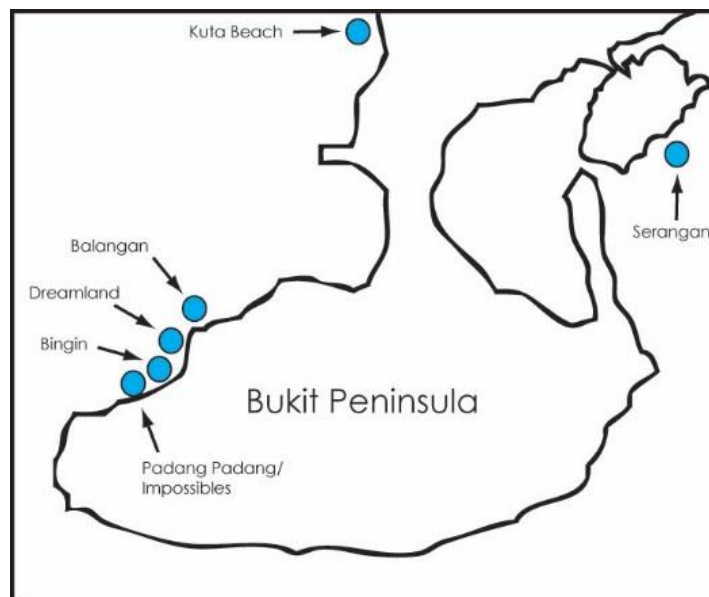 Kuta Beach
Serangan
Balangan
Dreamland
Bingin
Bukit Peninsula
Padang Padang/
Impossibles